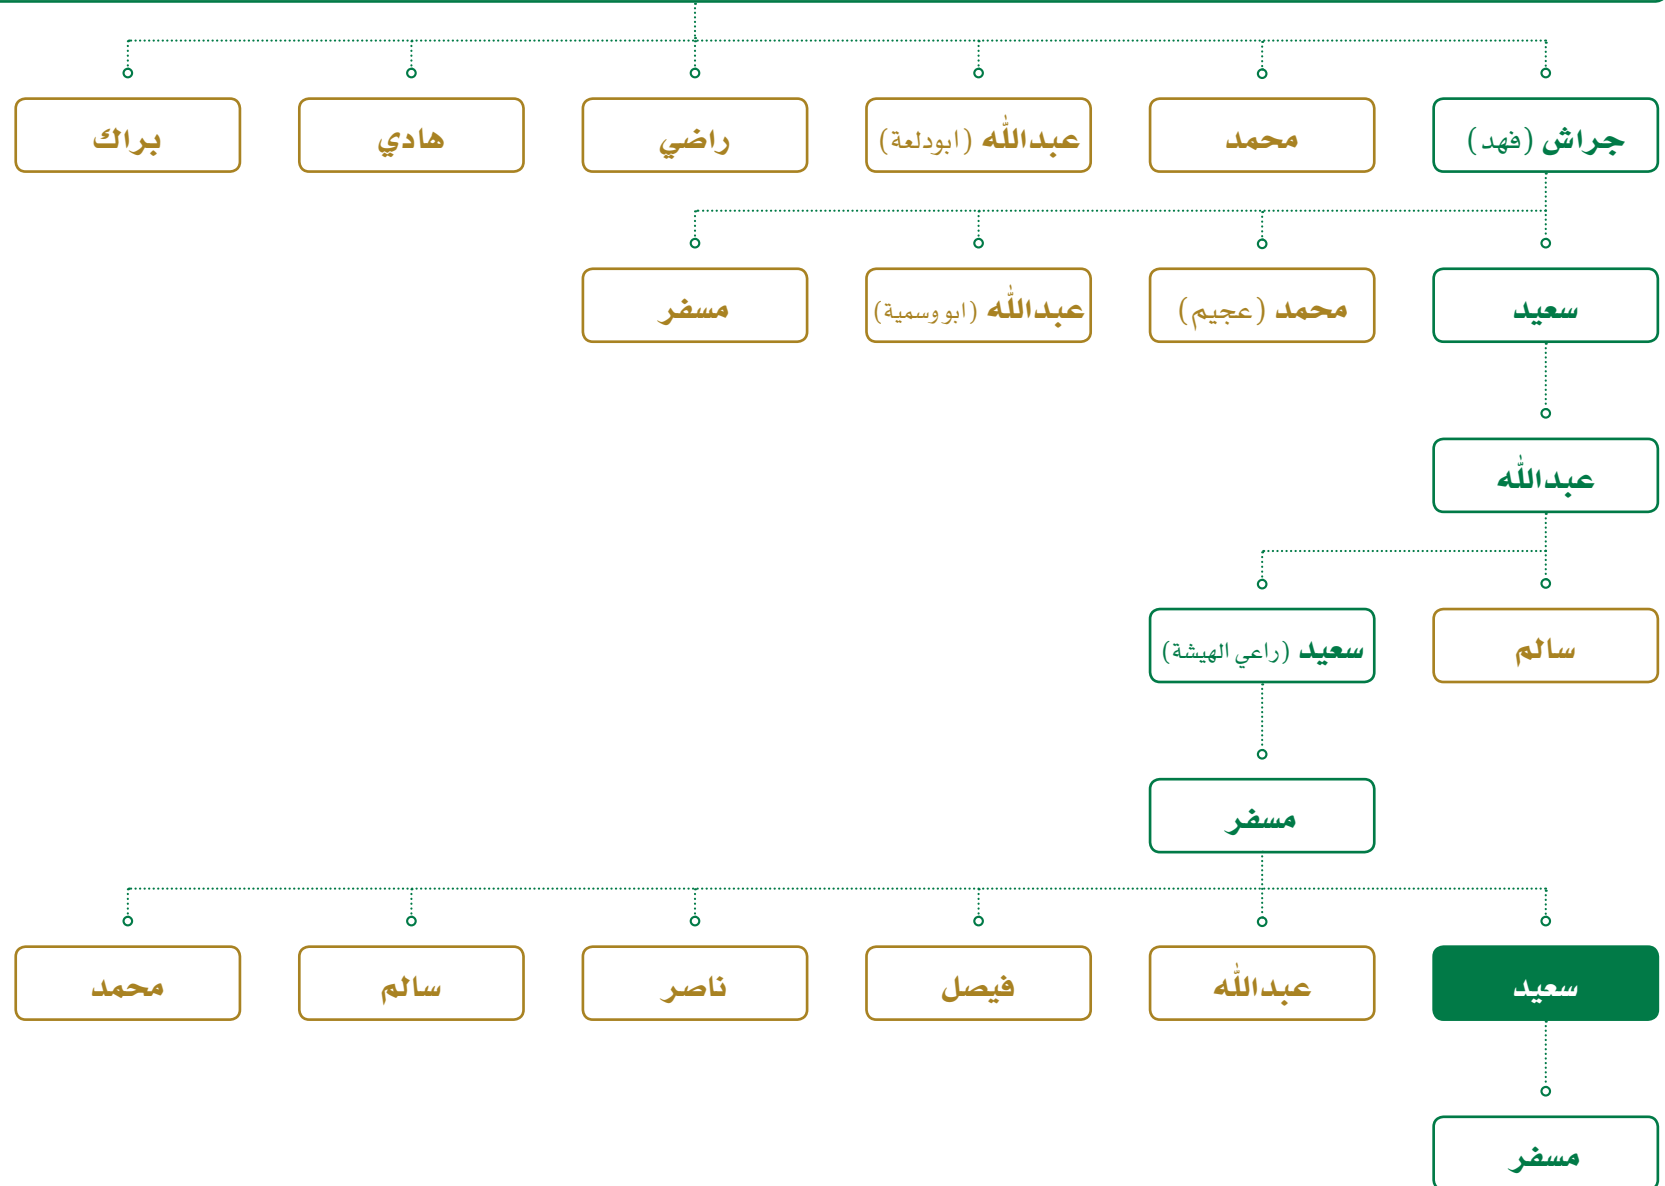 جراش (فهد)
محمد
عبدالله (ابودلعة)
راضي
هادي
براك
سعيد
محمد (عجيم)
عبدالله (ابو وسمية)
مسفر
عبدالله
سالم
سعيد (راعي الهيشة)
مسفر
سعيد
عبدالله
فيصل
ناصر
سالم
محمد
مسفر